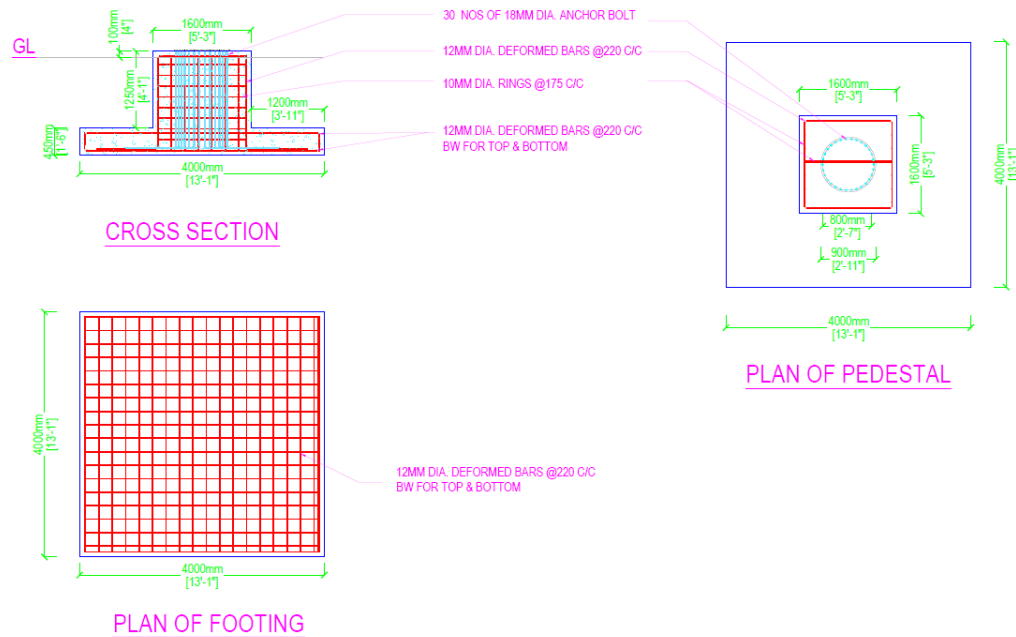 GL
100mm
[4"]
1600mm
[5'-3"]
1250mm
[4'-1"]
1200mm
[3'-11"]
450mm
[1'-6"]
4000mm
[13'-1"]
CROSS SECTION
30 NOS OF 18MM DIA. ANCHOR BOLT
12MM DIA. DEFORMED BARS @220 C/C
10MM DIA. RINGS @175 C/C
12MM DIA. DEFORMED BARS @220 C/C
BW FOR TOP & BOTTOM
1600mm
[5'-3"]
1600mm
[5'-3"]
4000mm
[13'-1"]
800mm
[2'-7"]
900mm
[2'-11"]
4000mm
[13'-1"]
PLAN OF PEDESTAL
4000mm
[13'-1"]
12MM DIA. DEFORMED BARS @220 C/C
BW FOR TOP & BOTTOM
4000mm
[13'-1"]
PLAN OF FOOTING